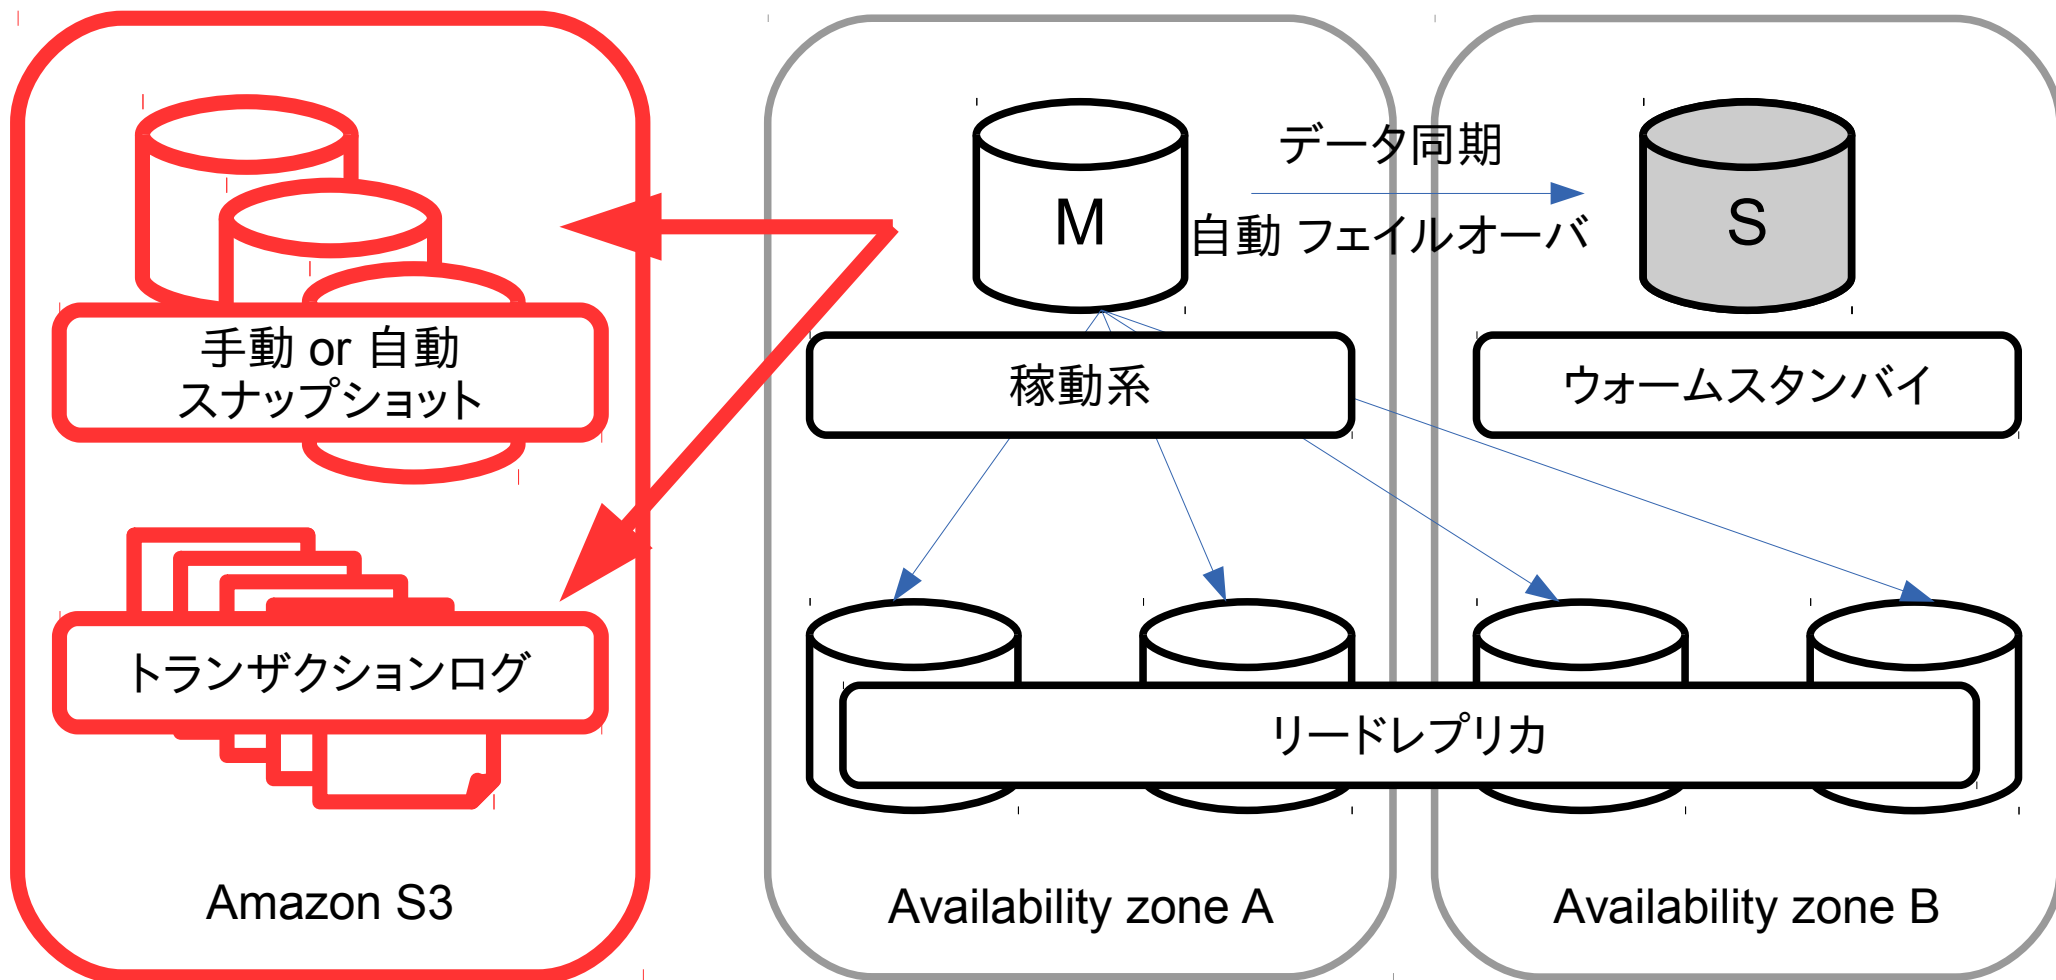 手動 or 自動
スナップショット
トランザクションログ
Amazon S3
M
データ同期
自動 フェイルオーバ
S
稼動系
ウォームスタンバイ
リードレプリカ
Availability zone A
Availability zone B